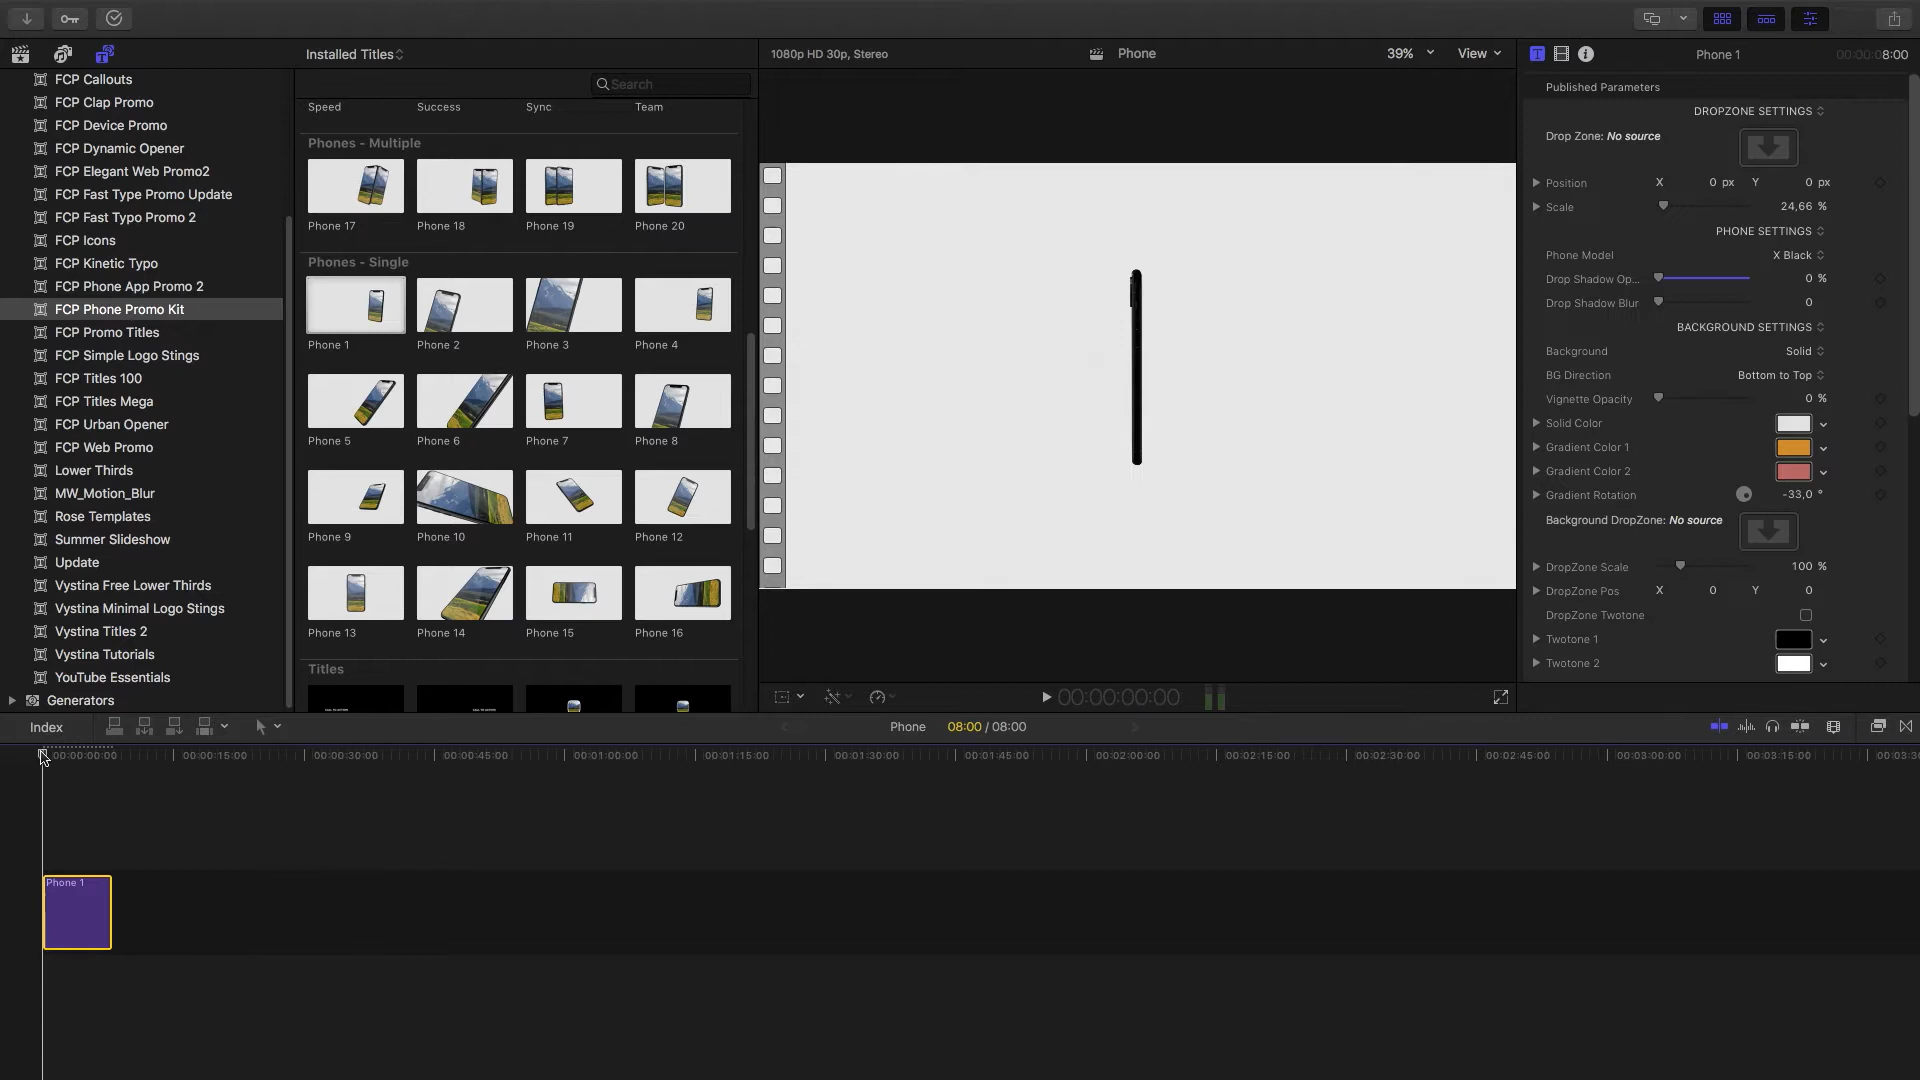 Installed Titles
1080p HD 30p, Stereo
Phone
39%
View
Phone 1
00:00:08:00
FCP Callouts
FCP Clap Promo
FCP Device Promo
FCP Dynamic Opener
FCP Elegant Web Promo2
FCP Fast Type Promo Update
FCP Fast Typo Promo 2
FCP Icons
FCP Kinetic Typo
FCP Phone App Promo 2
FCP Phone Promo Kit
FCP Promo Titles
FCP Simple Logo Stings
FCP Titles 100
FCP Titles Mega
FCP Urban Opener
FCP Web Promo
Lower Thirds
MW_Motion_Blur
Rose Templates
Summer Slideshow
Update
Vystina Free Lower Thirds
Vystina Minimal Logo Stings
Vystina Titles 2
Vystina Tutorials
YouTube Essentials
Generators
Search
Speed Success Sync Team
Phones - Multiple
Phone 17 Phone 18 Phone 19 Phone 20
Phones - Single
Phone 1 Phone 2 Phone 3 Phone 4
Phone 5 Phone 6 Phone 7 Phone 8
Phone 9 Phone 10 Phone 11 Phone 12
Phone 13 Phone 14 Phone 15 Phone 16
Titles
00:00:00:00
Published Parameters
DROPZONE SETTINGS
Drop Zone: No source
Position X 0 px Y 0 px
Scale 24,66 %
PHONE SETTINGS
Phone Model X Black
Drop Shadow Op... 0 %
Drop Shadow Blur 0
BACKGROUND SETTINGS
Background Solid
BG Direction Bottom to Top
Vignette Opacity 0 %
Solid Color
Gradient Color 1
Gradient Color 2
Gradient Rotation -33,0 °
Background DropZone: No source
DropZone Scale 100 %
DropZone Pos X 0 Y 0
DropZone Twotone
Twotone 1
Twotone 2
Index
Phone 08:00 / 08:00
00:00:00:00 00:00:15:00 00:00:30:00 00:00:45:00 00:01:00:00 00:01:15:00 00:01:30:00 00:01:45:00 00:02:00:00 00:02:15:00 00:02:30:00 00:02:45:00 00:03:00:00 00:03:15:00 00:03:30
Phone 1